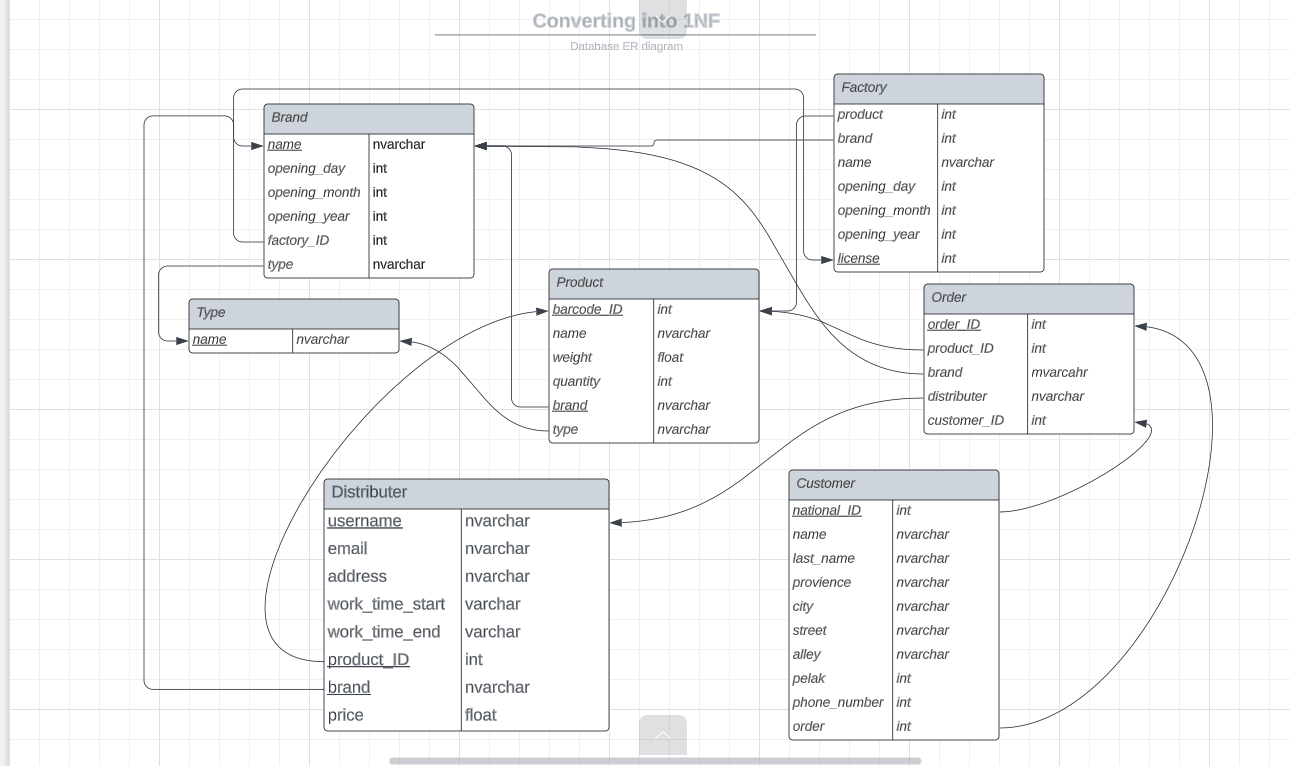 Converting into 1NF
Database ER diagram
Factory
product int
brand int
name nvarchar
opening_day int
opening_month int
opening_year int
license int
Brand
name nvarchar
opening_day int
opening_month int
opening_year int
factory_ID int
type nvarchar
Type
name nvarchar
Product
barcode_ID int
name nvarchar
weight float
quantity int
brand nvarchar
type nvarchar
Order
order_ID int
product_ID int
brand mvarcahr
distributer nvarchar
customer_ID int
Distributer
username nvarchar
email nvarchar
address nvarchar
work_time_start varchar
work_time_end varchar
product_ID int
brand nvarchar
price float
Customer
national_ID int
name nvarchar
last_name nvarchar
provience nvarchar
city nvarchar
street nvarchar
alley nvarchar
pelak int
phone_number int
order int